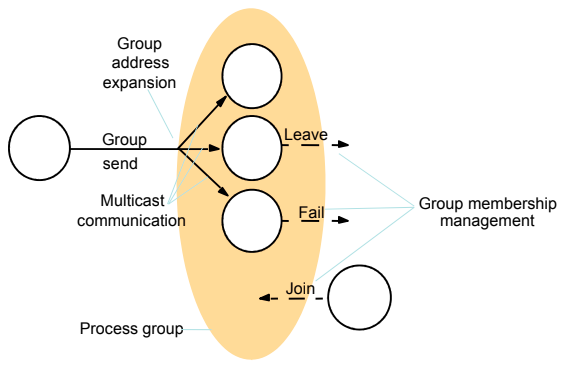 Group
address
expansion
Group
send
Multicast
communication
Leave
Fail
Join
Group membership
management
Process group